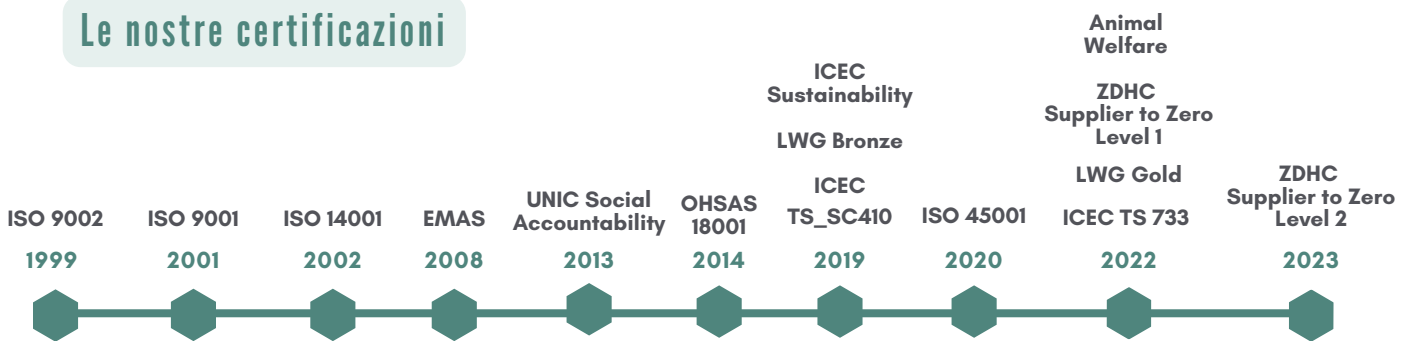 Le nostre certificazioni
ISO 9002
1999
ISO 9001
2001
ISO 14001
2002
EMAS
2008
UNIC Social
Accountability
2013
OHSAS
18001
2014
ICEC
Sustainability
LWG Bronze
ICEC
TS_SC410
2019
ISO 45001
2020
Animal
Welfare
ZDHC
Supplier to Zero
Level 1
LWG Gold
ICEC TS 733
2022
ZDHC
Supplier to Zero
Level 2
2023